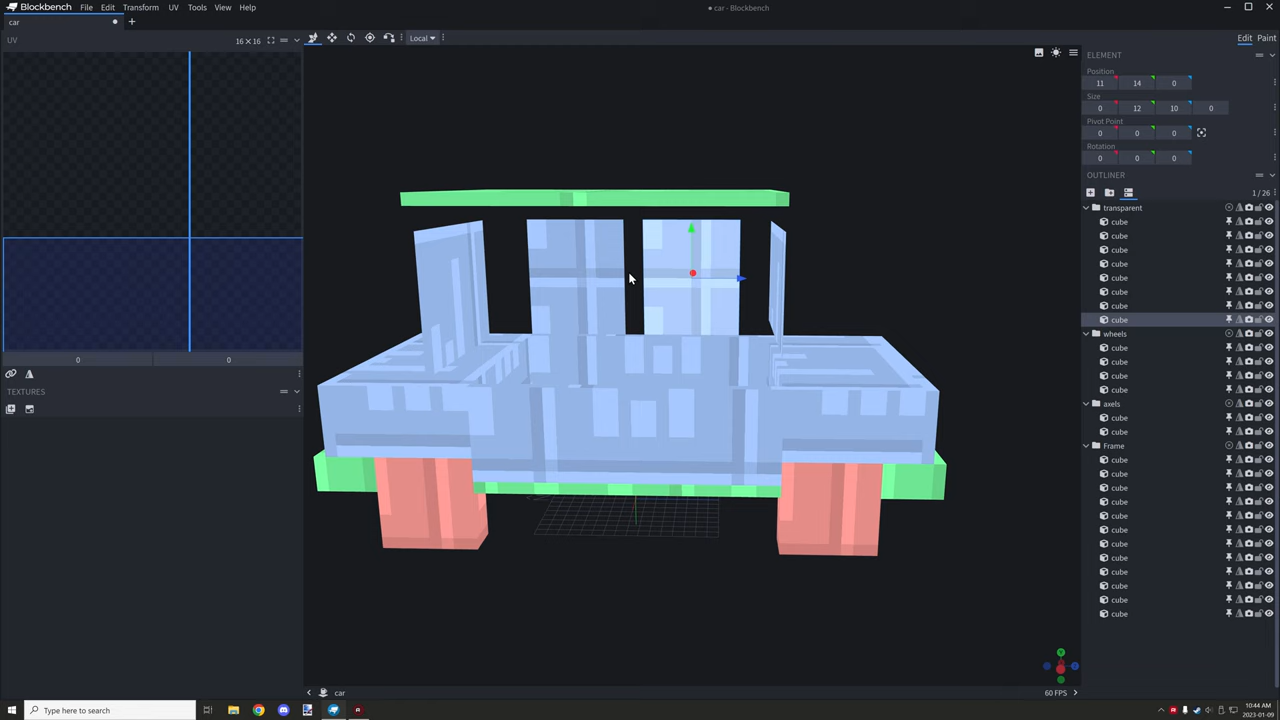 Blockbench File Edit Transform UV Tools View Help
car - Blockbench
car
UV
16×16
Local
Edit Paint
ELEMENT
Position
11 14 0
Size
0 12 10 0
Pivot Point
0 0 0
Rotation
0 0 0
OUTLINER
1/26
transparent
cube
cube
cube
cube
cube
cube
cube
cube
wheels
cube
cube
cube
cube
axels
cube
cube
Frame
cube
cube
cube
cube
cube
cube
cube
cube
cube
cube
cube
cube
0 0
TEXTURES
car
60 FPS
Type here to search
10:44 AM
2023-01-09